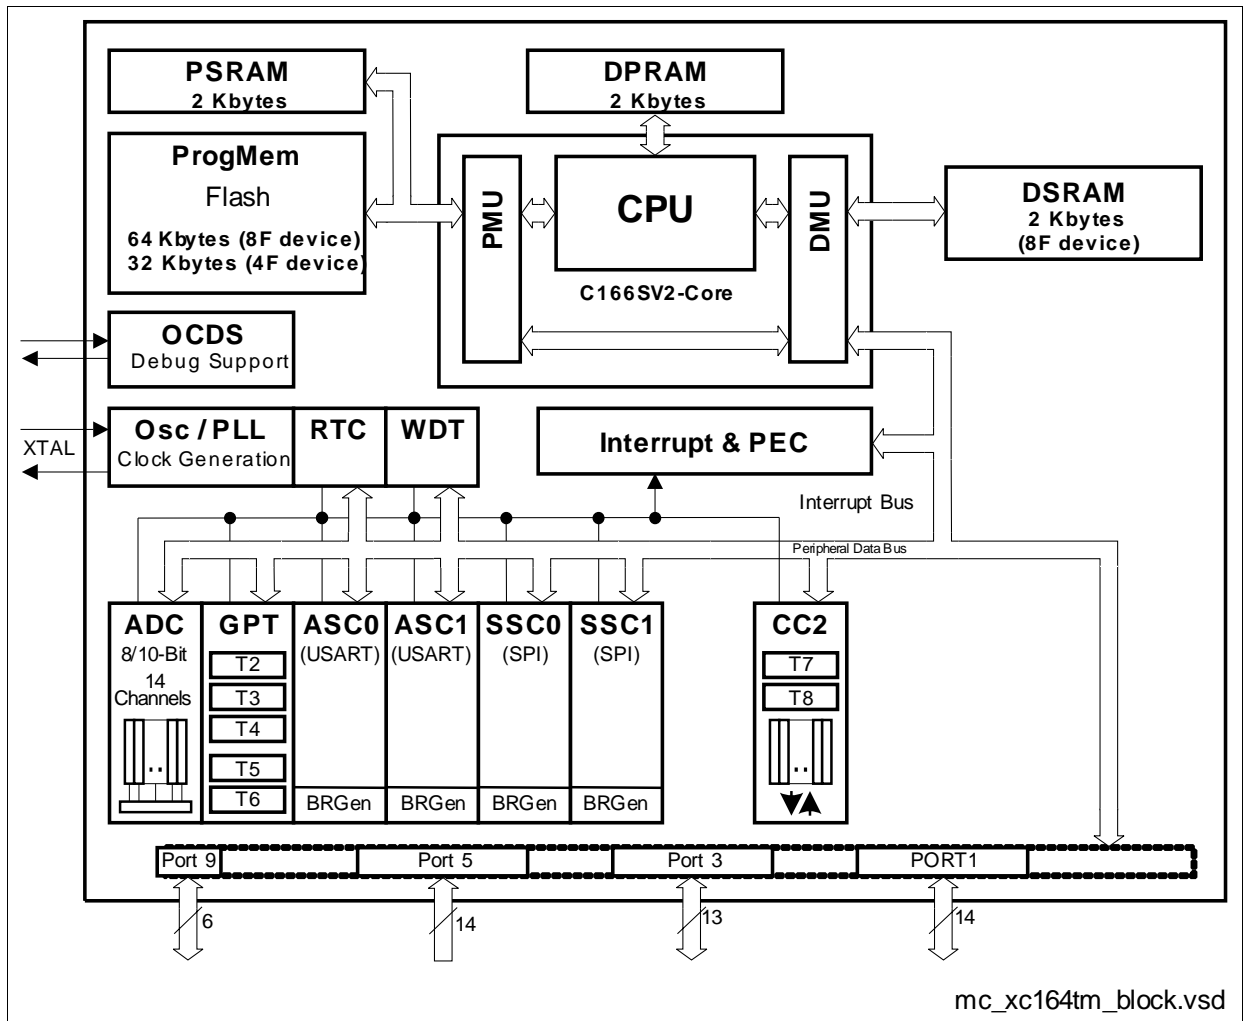 PSRAM
2 Kbytes
DPRAM
2 Kbytes
ProgMem
Flash
64 Kbytes (8F device)
32 Kbytes (4F device)
PMU
CPU
DMU
C166SV2-Core
DSRAM
2 Kbytes
(8F device)
OCDS
Debug Support
XTAL
Osc / PLL
Clock Generation
RTC
WDT
Interrupt & PEC
Interrupt Bus
Peripheral Data Bus
ADC
8/10-Bit
14
Channels
..
GPT
T2
T3
T4
T5
T6
ASC0
(USART)
BRGen
ASC1
(USART)
BRGen
SSC0
(SPI)
BRGen
SSC1
(SPI)
BRGen
CC2
T7
T8
..
Port 9
Port 5
Port 3
PORT1
6
14
13
14
mc_xc164tm_block.vsd